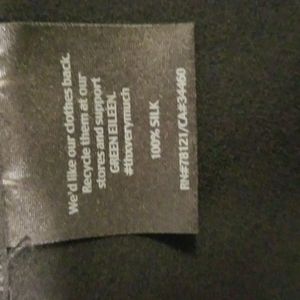 We'd like our clothes back.
Recycle them at our
stores and support
GREEN EILEEN.
#thxverymuch
100% SILK
RN#78121/CA#34460